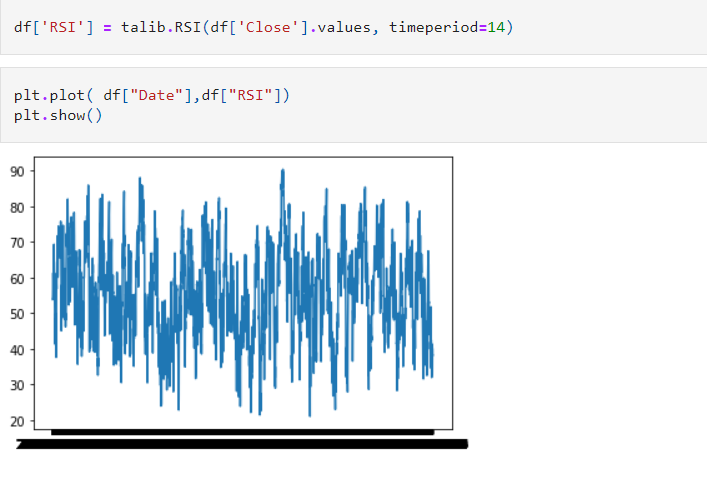 df['RSI'] = talib.RSI(df['Close'].values, timeperiod=14)
plt.plot( df["Date"],df["RSI"])
plt.show()
90
80
70
60
50
40
30
20